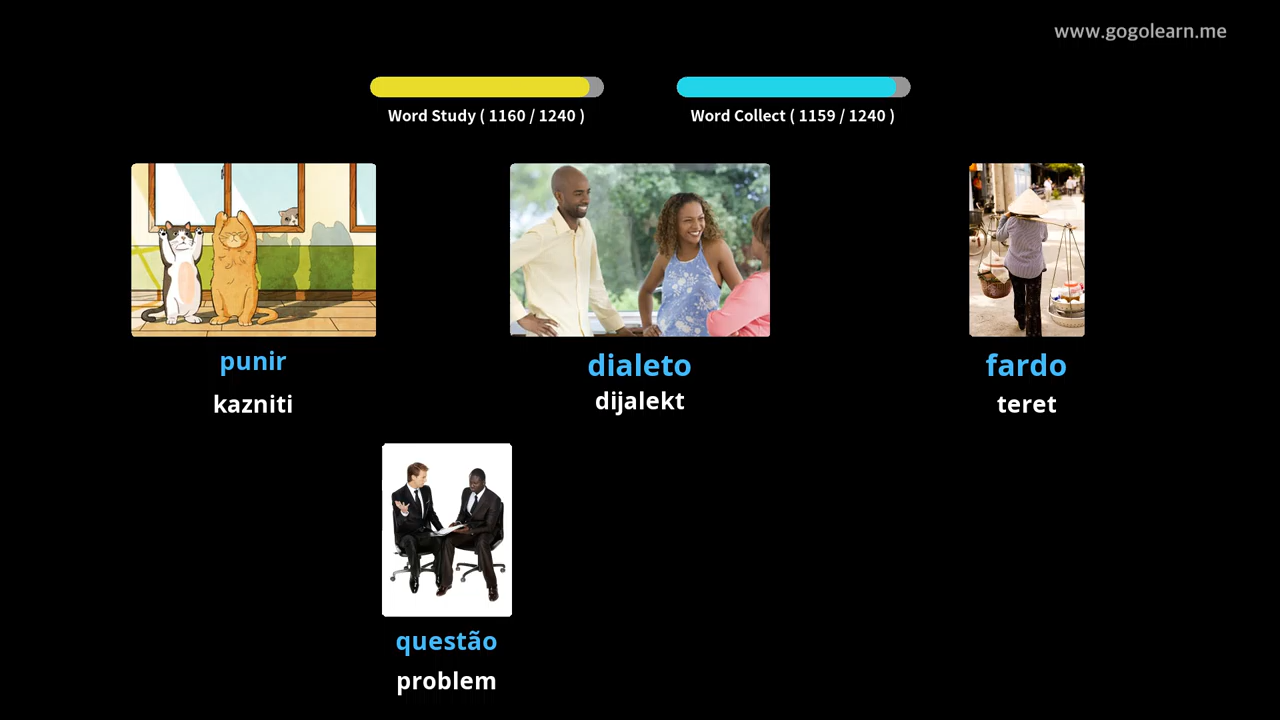 www.gogolearn.me
Word Study ( 1160 / 1240 )
Word Collect ( 1159 / 1240 )
punir
kazniti
dialeto
dijalekt
fardo
teret
questão
problem